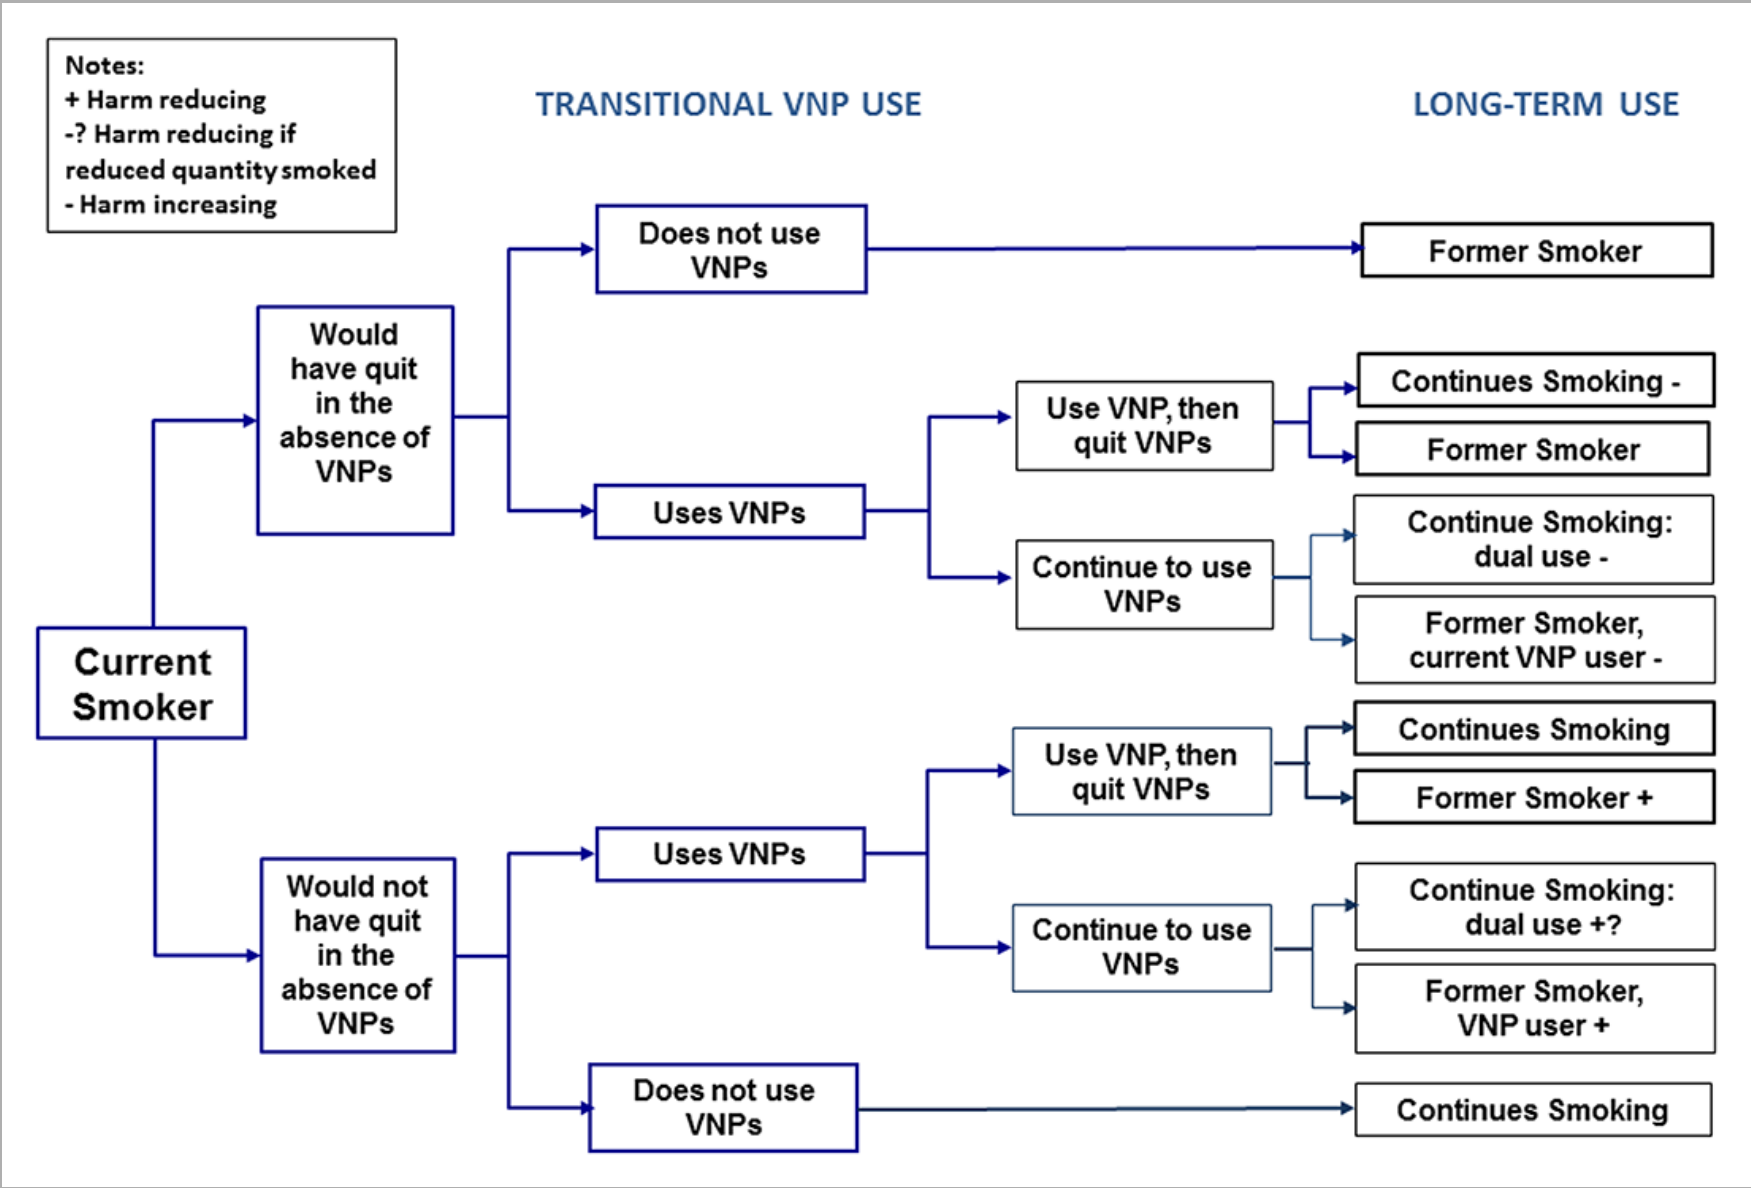 Notes:
+ Harm reducing
-? Harm reducing if
reduced quantity smoked
- Harm increasing
TRANSITIONAL VNP USE
LONG-TERM USE
Current
Smoker
Would
have quit
in the
absence of
VNPs
Does not use
VNPs
Former Smoker
Uses VNPs
Use VNP, then
quit VNPs
Continues Smoking -
Former Smoker
Continue to use
VNPs
Continue Smoking:
dual use -
Former Smoker,
current VNP user -
Would not
have quit
in the
absence of
VNPs
Uses VNPs
Use VNP, then
quit VNPs
Continues Smoking
Former Smoker +
Continue to use
VNPs
Continue Smoking:
dual use +?
Former Smoker,
VNP user +
Does not use
VNPs
Continues Smoking